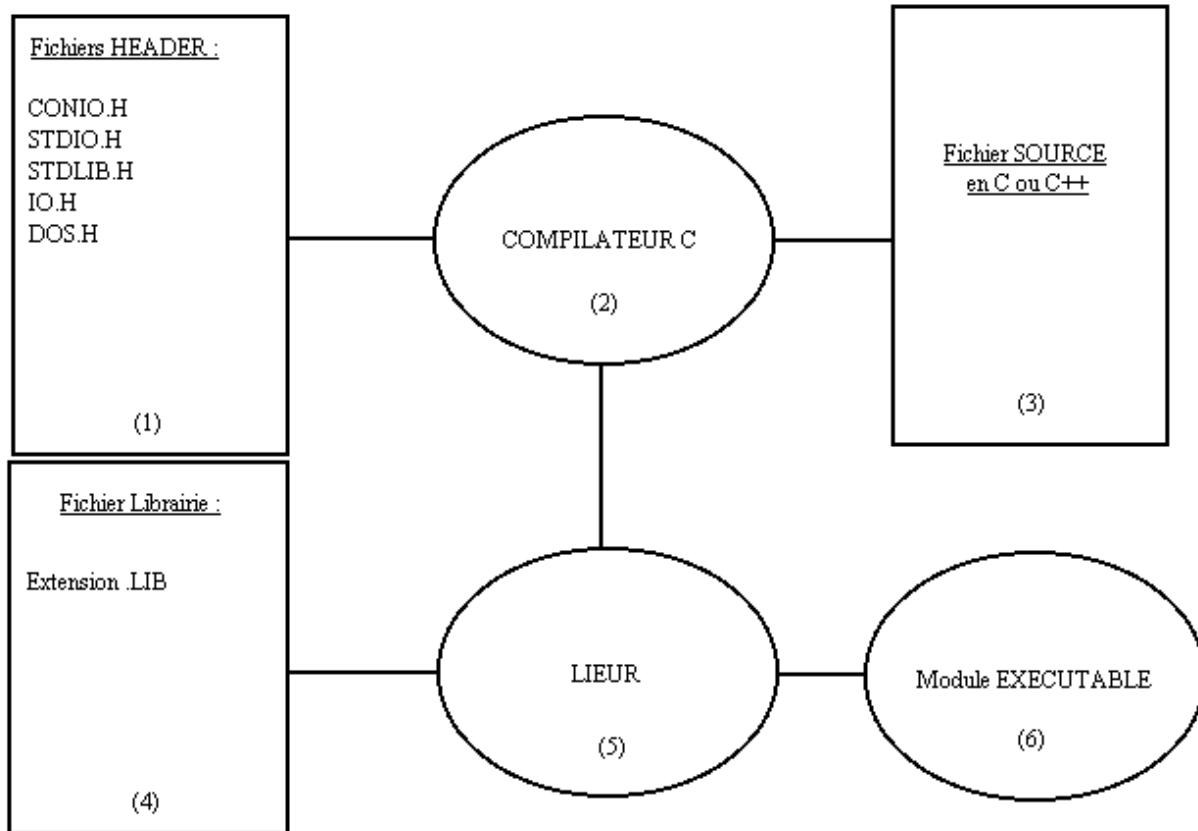 Fichiers HEADER :
CONIO.H
STDIO.H
STDLIB.H
IO.H
DOS.H
(1)
COMPILATEUR C
(2)
Fichier SOURCE
en C ou C++
(3)
Fichier Librairie :
Extension .LIB
(4)
LIEUR
(5)
Module EXECUTABLE
(6)